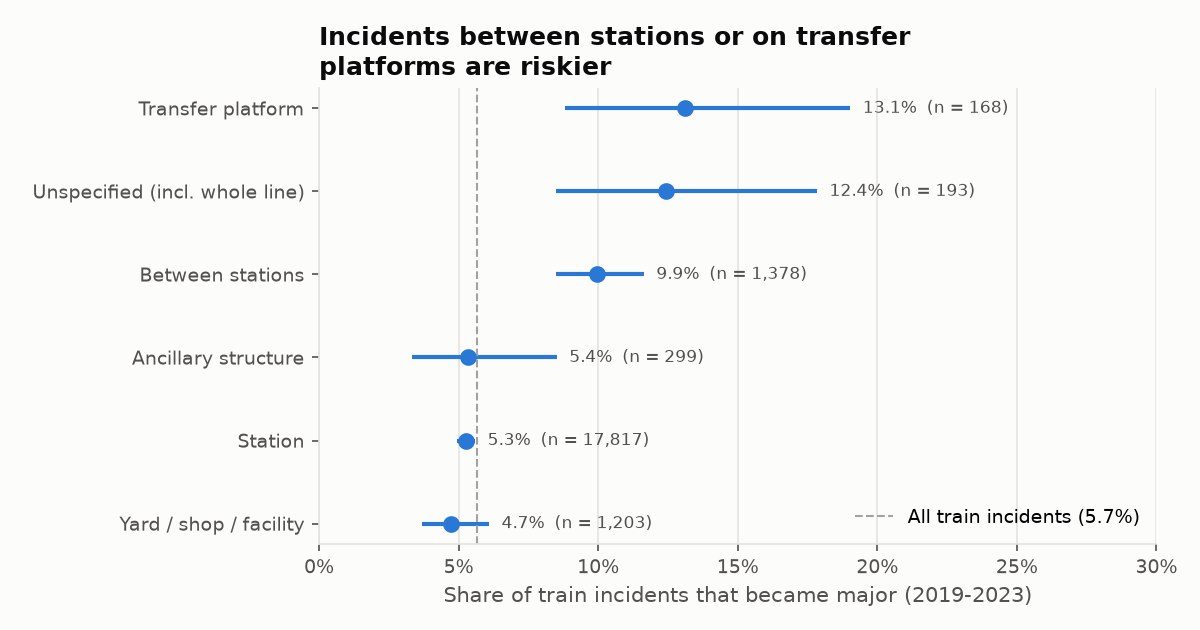 Incidents between stations or on transfer
platforms are riskier
Transfer platform
13.1%  (n = 168)
Unspecified (incl. whole line)
12.4%  (n = 193)
Between stations
9.9%  (n = 1,378)
Ancillary structure
5.4%  (n = 299)
Station
5.3%  (n = 17,817)
Yard / shop / facility
4.7%  (n = 1,203)
All train incidents (5.7%)
0% 5% 10% 15% 20% 25% 30%
Share of train incidents that became major (2019-2023)